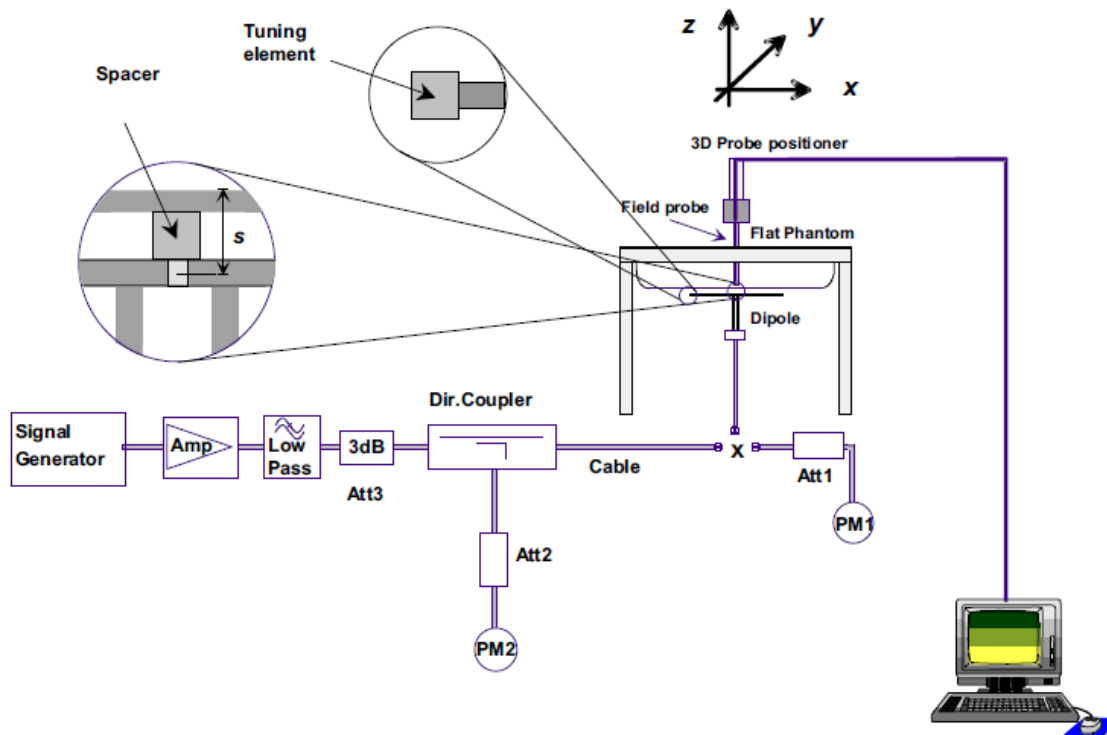 Tuning
element
Spacer
z
y
x
s
3D Probe positioner
Field probe
Flat Phantom
Dipole
Dir.Coupler
Signal
Generator
Amp
Low
Pass
3dB
Att3
Cable
X
Att1
PM1
Att2
PM2